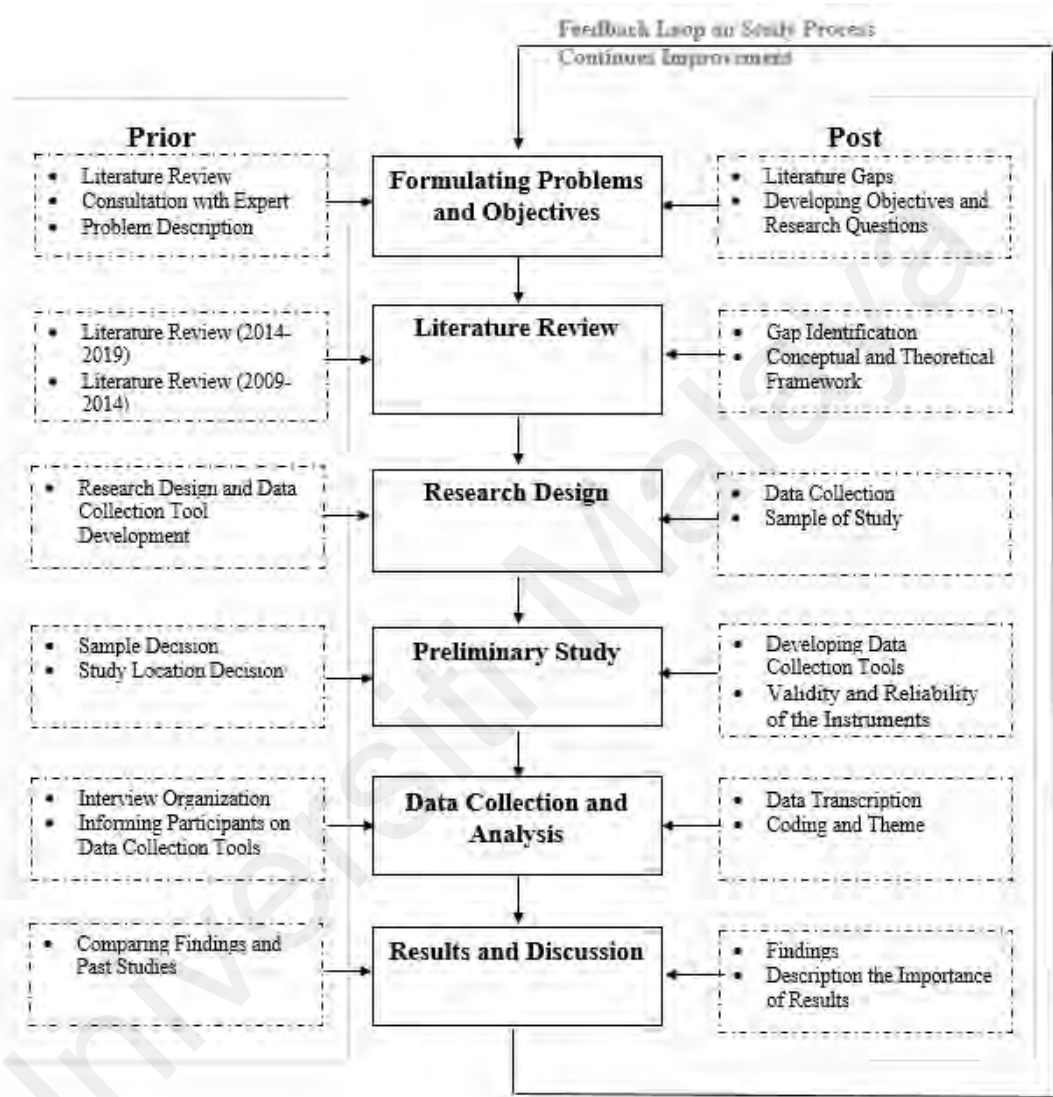 Feedback Loop on Study Process
Continues Improvement
Prior
Post
• Literature Review
• Consultation with Expert
• Problem Description
Formulating Problems
and Objectives
• Literature Gaps
• Developing Objectives and
Research Questions
• Literature Review (2014-
2019)
• Literature Review (2009-
2014)
Literature Review
• Gap Identification
• Conceptual and Theoretical
Framework
• Research Design and Data
Collection Tool
Development
Research Design
• Data Collection
• Sample of Study
• Sample Decision
• Study Location Decision
Preliminary Study
• Developing Data
Collection Tools
• Validity and Reliability
of the Instruments
• Interview Organization
• Informing Participants on
Data Collection Tools
Data Collection and
Analysis
• Data Transcription
• Coding and Theme
• Comparing Findings and
Past Studies
Results and Discussion
• Findings
• Description the Importance
of Results
Universiti Malaya